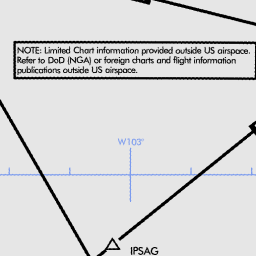 NOTE: Limited Chart information provided outside US airspace.
Refer to DoD (NGA) or foreign charts and flight information
publications outside US airspace.
W103°
IPSAG